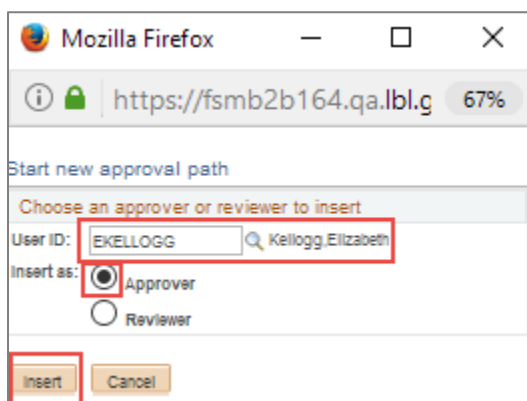 Mozilla Firefox
https://fsmb2b164.qa.lbl.g 67%
Start new approval path
Choose an approver or reviewer to insert
User ID: EKELLOGG Kellogg,Elizabeth
Insert as: Approver
Reviewer
Insert Cancel